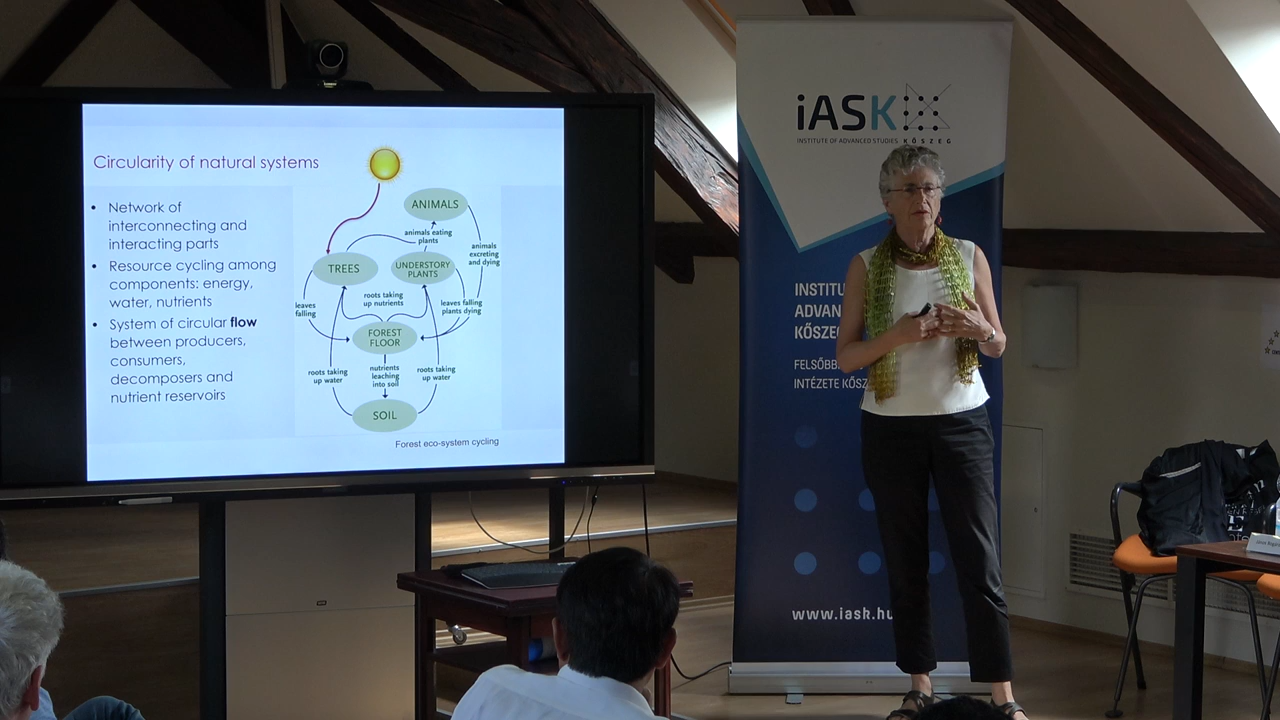 Circularity of natural systems
• Network of
interconnecting and
interacting parts
• Resource cycling among
components: energy,
water, nutrients
• System of circular flow
between producers,
consumers,
decomposers and
nutrient reservoirs
ANIMALS
animals eating
plants
animals
excreting
and dying
TREES
UNDERSTORY
PLANTS
leaves
falling
roots taking
up nutrients
leaves falling
plants dying
FOREST
FLOOR
roots taking
up water
nutrients
leaching
into soil
roots taking
up water
SOIL
Forest eco-system cycling
iASK
INSTITUTE OF ADVANCED STUDIES KŐSZEG
INSTITU
ADVAN
KŐSZEG
FELSŐBB
INTÉZETE KŐSZ
www.iask.hu